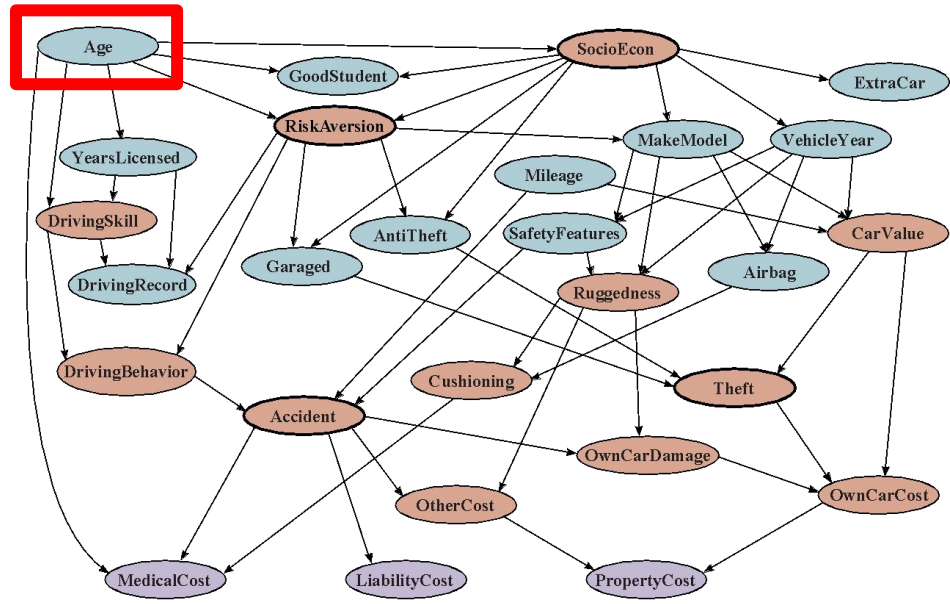 Age
SocioEcon
GoodStudent
ExtraCar
RiskAversion
MakeModel
VehicleYear
YearsLicensed
Mileage
DrivingSkill
AntiTheft
SafetyFeatures
CarValue
Garaged
Airbag
DrivingRecord
Ruggedness
DrivingBehavior
Cushioning
Theft
Accident
OwnCarDamage
OwnCarCost
OtherCost
MedicalCost
LiabilityCost
PropertyCost